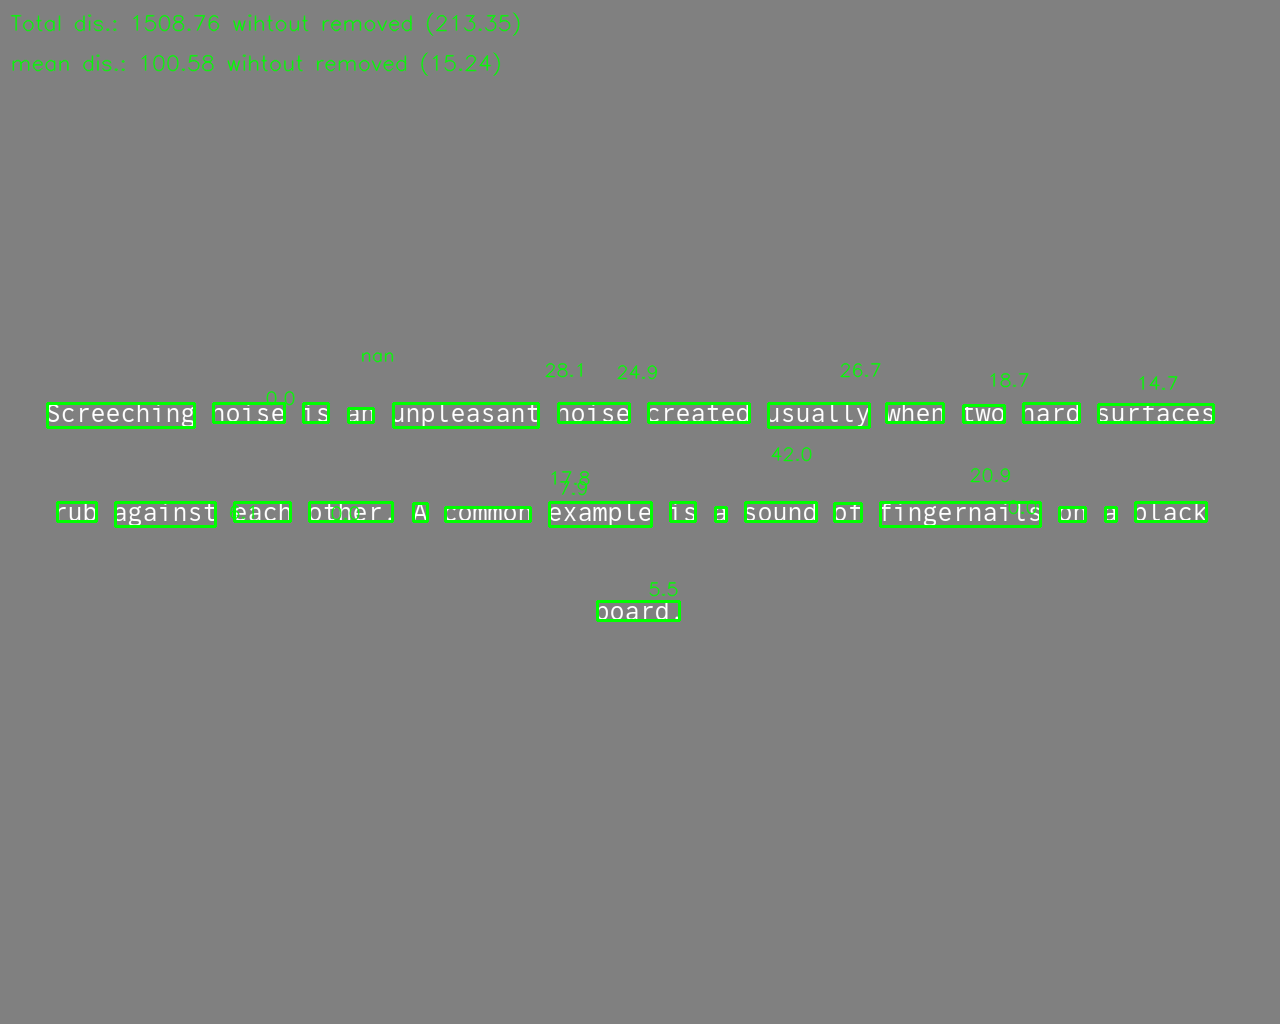 Total dis.: 1508.76 wihtout removed (213.35)
mean dis.: 100.58 wihtout removed (15.24)
nan 28.1 24.9 26.7 18.7 14.7
0.0
Screeching noise is an unpleasant noise created usually when two hard surfaces
42.0
17.8 20.9
7.9
rub against each other. A common example is a sound of fingernails on a black
0.0
5.5
board.